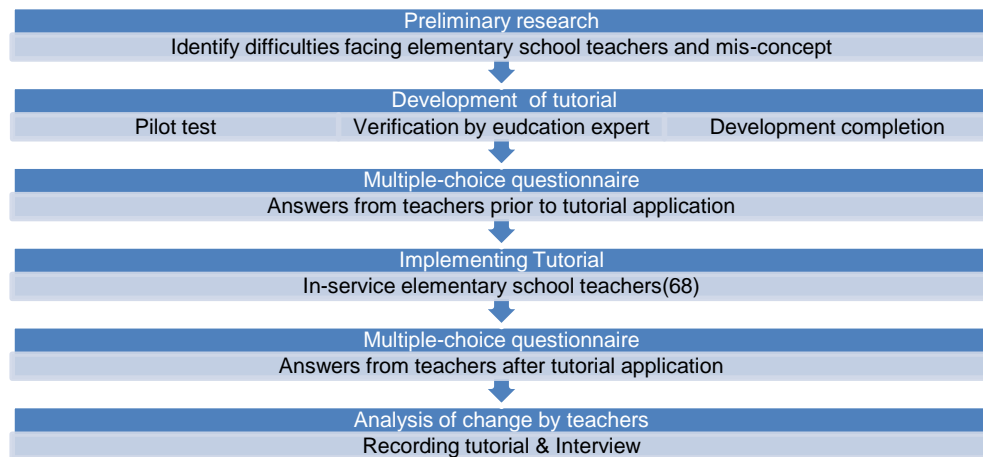 Preliminary research
Identify difficulties facing elementary school teachers and mis-concept
Development of tutorial
Pilot test Verification by eudcation expert Development completion
Multiple-choice questionnaire
Answers from teachers prior to tutorial application
Implementing Tutorial
In-service elementary school teachers(68)
Multiple-choice questionnaire
Answers from teachers after tutorial application
Analysis of change by teachers
Recording tutorial & Interview